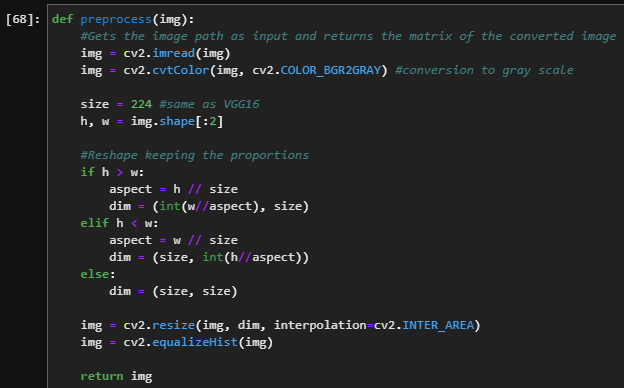 [68]: def preprocess(img):
    #Gets the image path as input and returns the matrix of the converted image
    img = cv2.imread(img)
    img = cv2.cvtColor(img, cv2.COLOR_BGR2GRAY) #conversion to gray scale

    size = 224 #same as VGG16
    h, w = img.shape[:2]

    #Reshape keeping the proportions
    if h > w:
        aspect = h // size
        dim = (int(w//aspect), size)
    elif h < w:
        aspect = w // size
        dim = (size, int(h//aspect))
    else:
        dim = (size, size)

    img = cv2.resize(img, dim, interpolation=cv2.INTER_AREA)
    img = cv2.equalizeHist(img)

    return img